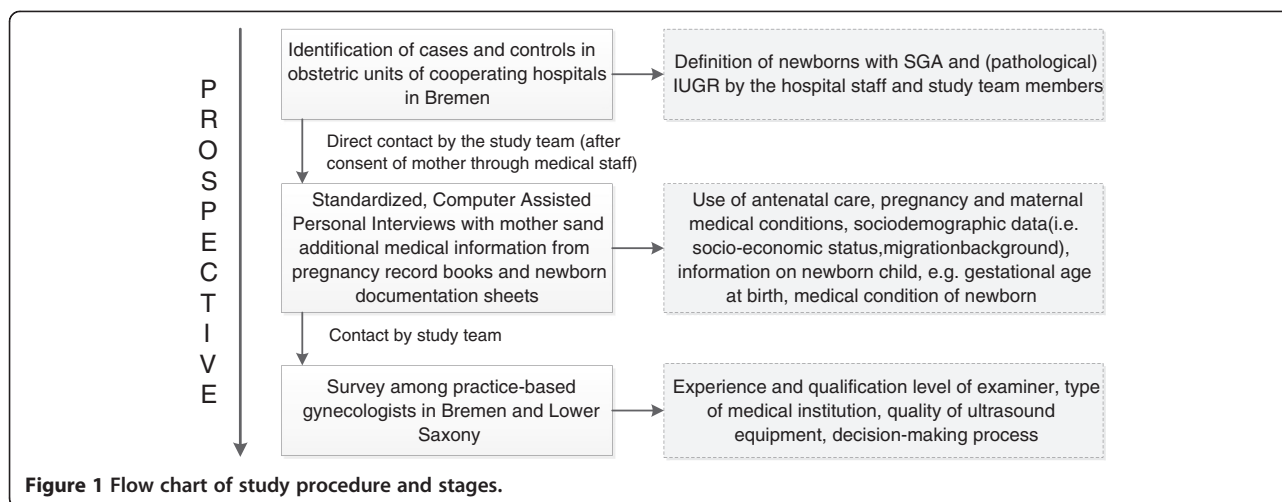 P
R
O
S
P
E
C
T
I
V
E
Identification of cases and controls in
obstetric units of cooperating hospitals
in Bremen
Definition of newborns with SGA and (pathological)
IUGR by the hospital staff and study team members
Direct contact by the study team (after
consent of mother through medical staff)
Standardized, Computer Assisted
Personal Interviews with mother sand
additional medical information from
pregnancy record books and newborn
documentation sheets
Use of antenatal care, pregnancy and maternal
medical conditions, sociodemographic data(i.e.
socio-economic status,migrationbackground),
information on newborn child, e.g. gestational age
at birth, medical condition of newborn
Contact by study team
Survey among practice-based
gynecologists in Bremen and Lower
Saxony
Experience and qualification level of examiner, type
of medical institution, quality of ultrasound
equipment, decision-making process
Figure 1 Flow chart of study procedure and stages.